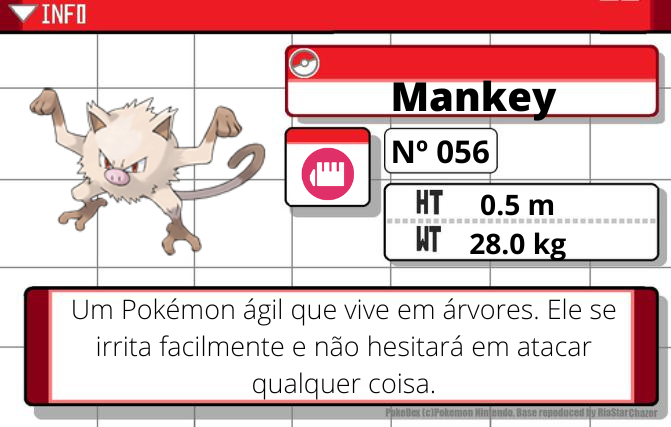 INFO
Mankey
Nº 056
HT 0.5 m
WT 28.0 kg
Um Pokémon ágil que vive em árvores. Ele se
irrita facilmente e não hesitará em atacar
qualquer coisa.
PokeDex (c)Pokemon Nintendo. Base reproduced by RiaStarChazer